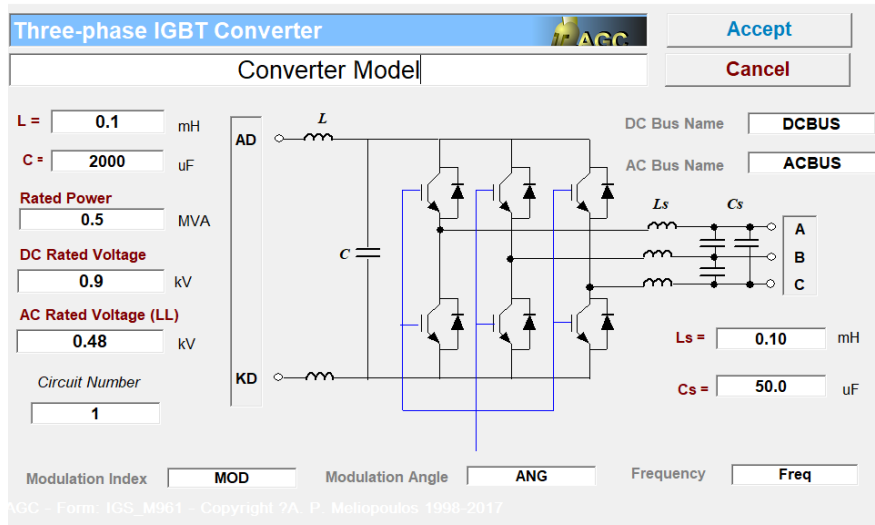 Three-phase IGBT Converter
AGC
Accept
Converter Model
Cancel
L = 0.1 mH
C = 2000 uF
Rated Power
0.5 MVA
DC Rated Voltage
0.9 kV
AC Rated Voltage (LL)
0.48 kV
Circuit Number
1
AD
L
C
KD
DC Bus Name DCBUS
AC Bus Name ACBUS
Ls Cs
A
B
C
Ls = 0.10 mH
Cs = 50.0 uF
Modulation Index MOD Modulation Angle ANG Frequency Freq
AGC - Form: IGS_M961 - Copyright ?A. P. Meliopoulos 1998-2017